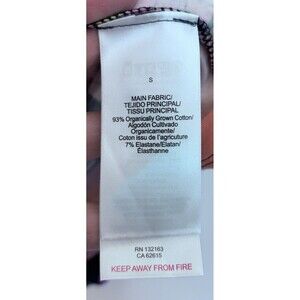 S
MAIN FABRIC/
TEJIDO PRINCIPAL/
TISSU PRINCIPAL
93% Organically Grown Cotton/
Algodón Cultivado
Organicamente/
Coton issu de l'agriculture
7% Elastane/Elatan/
Élasthanne
RN 132163
CA 62615
KEEP AWAY FROM FIRE